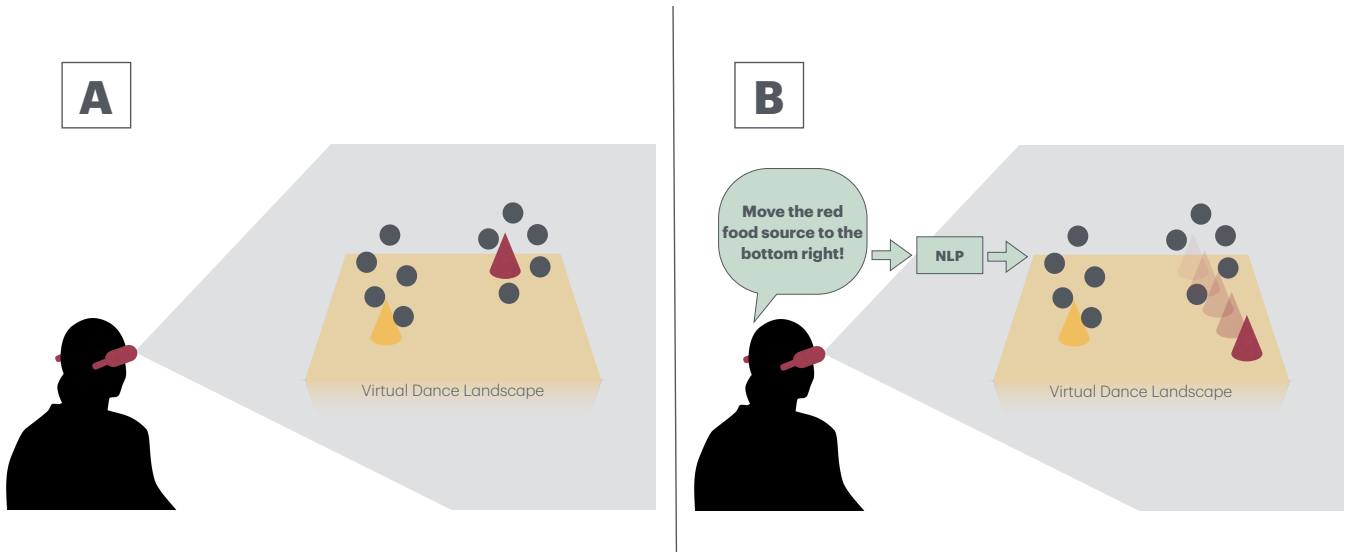 A
Virtual Dance Landscape
B
Move the red
food source to the
bottom right!
NLP
Virtual Dance Landscape